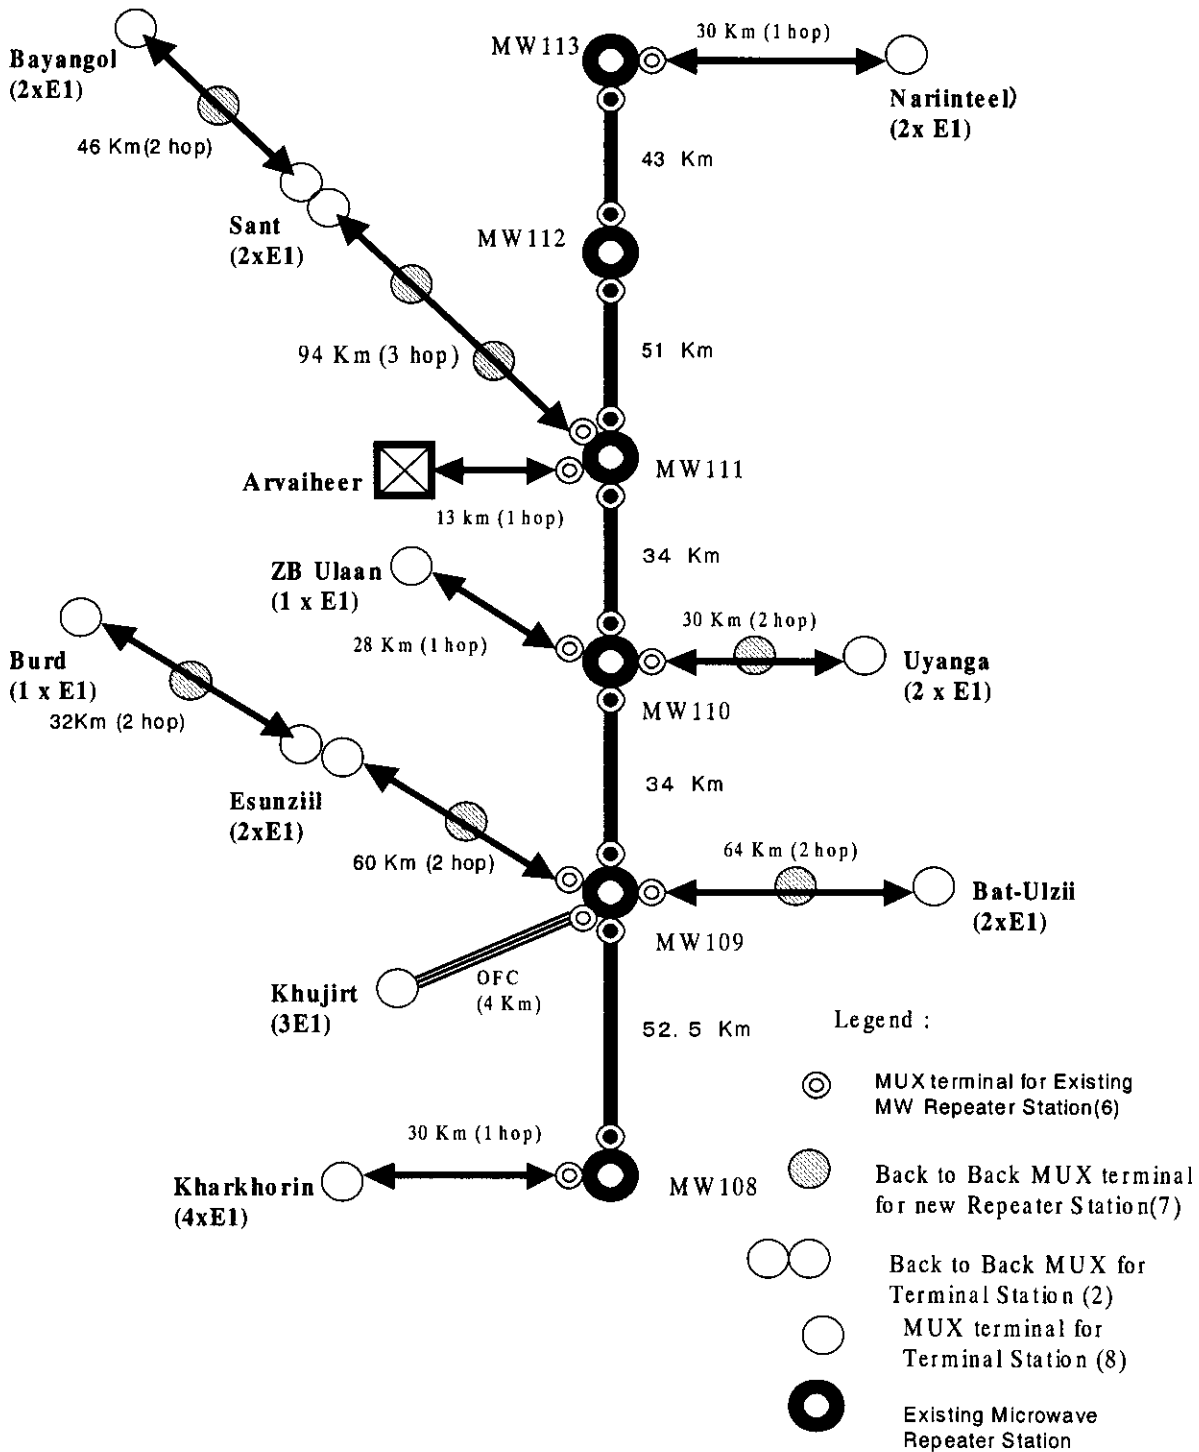 MW113
30 Km (1 hop)
Bayangol
(2xE1)
Nariinteel)
(2x E1)
46 Km(2 hop)
43 Km
Sant
(2xE1)
MW112
94 Km (3 hop)
51 Km
Arvaiheer
MW111
13 km (1 hop)
ZB Ulaan
(1 x E1)
34 Km
28 Km (1 hop)
30 Km (2 hop)
Burd
(1 x E1)
Uyanga
(2 x E1)
32Km (2 hop)
MW110
Esunziil
(2xE1)
34 Km
60 Km (2 hop)
64 Km (2 hop)
Bat-Ulzii
(2xE1)
MW109
Khujirt
(3E1)
OFC
(4 Km)
52. 5 Km
30 Km (1 hop)
Kharkhorin
(4xE1)
MW108
Legend :
MUX terminal for Existing
MW Repeater Station(6)
Back to Back MUX terminal
for new Repeater Station(7)
Back to Back MUX for
Terminal Station (2)
MUX terminal for
Terminal Station (8)
Existing Microwave
Repeater Station